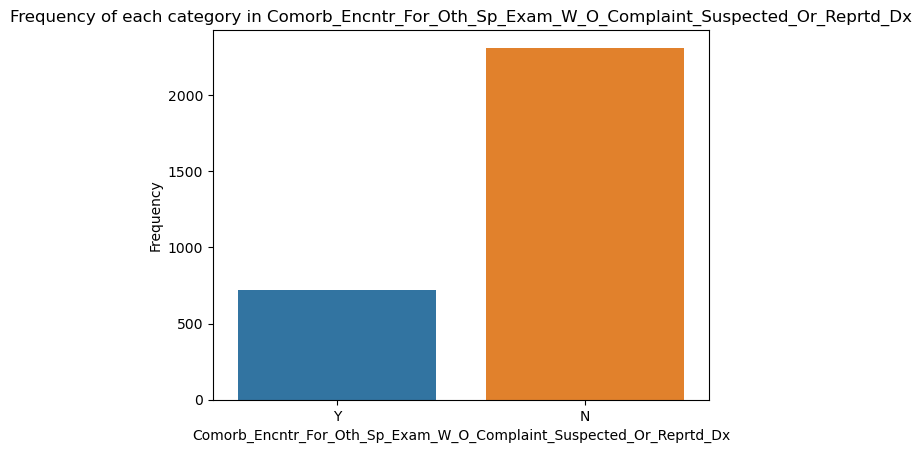 Frequency of each category in Comorb_Encntr_For_Oth_Sp_Exam_W_O_Complaint_Suspected_Or_Reprtd_Dx
2000
1500
1000
500
0
Frequency
Y N
Comorb_Encntr_For_Oth_Sp_Exam_W_O_Complaint_Suspected_Or_Reprtd_Dx